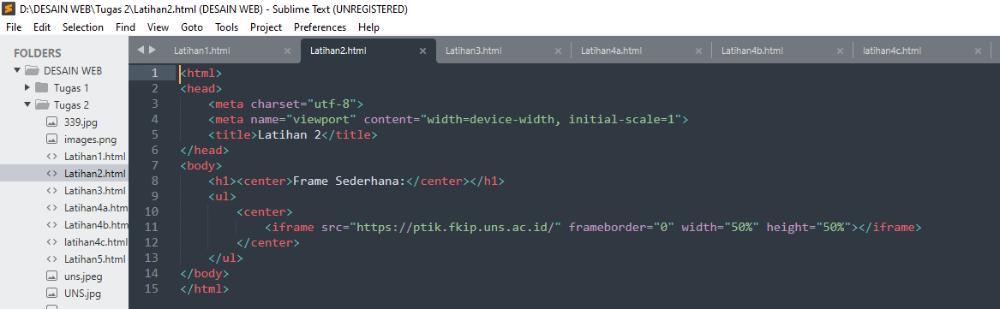 D:\DESAIN WEB\Tugas 2\Latihan2.html (DESAIN WEB) - Sublime Text (UNREGISTERED)
File Edit Selection Find View Goto Tools Project Preferences Help
FOLDERS
DESAIN WEB
Tugas 1
Tugas 2
339.jpg
images.png
Latihan1.html
Latihan2.html
Latihan3.html
Latihan4a.htm
Latihan4b.htm
latihan4c.html
Latihan5.html
uns.jpeg
UNS.jpg
Latihan1.html × Latihan2.html × Latihan3.html × Latihan4a.html × Latihan4b.html × latihan4c.html ×
1 <html>
2 <head>
3 <meta charset="utf-8">
4 <meta name="viewport" content="width=device-width, initial-scale=1">
5 <title>Latihan 2</title>
6 </head>
7 <body>
8 <h1><center>Frame Sederhana:</center></h1>
9 <ul>
10 <center>
11 <iframe src="https://ptik.fkip.uns.ac.id/" frameborder="0" width="50%" height="50%"></iframe>
12 </center>
13 </ul>
14 </body>
15 </html>